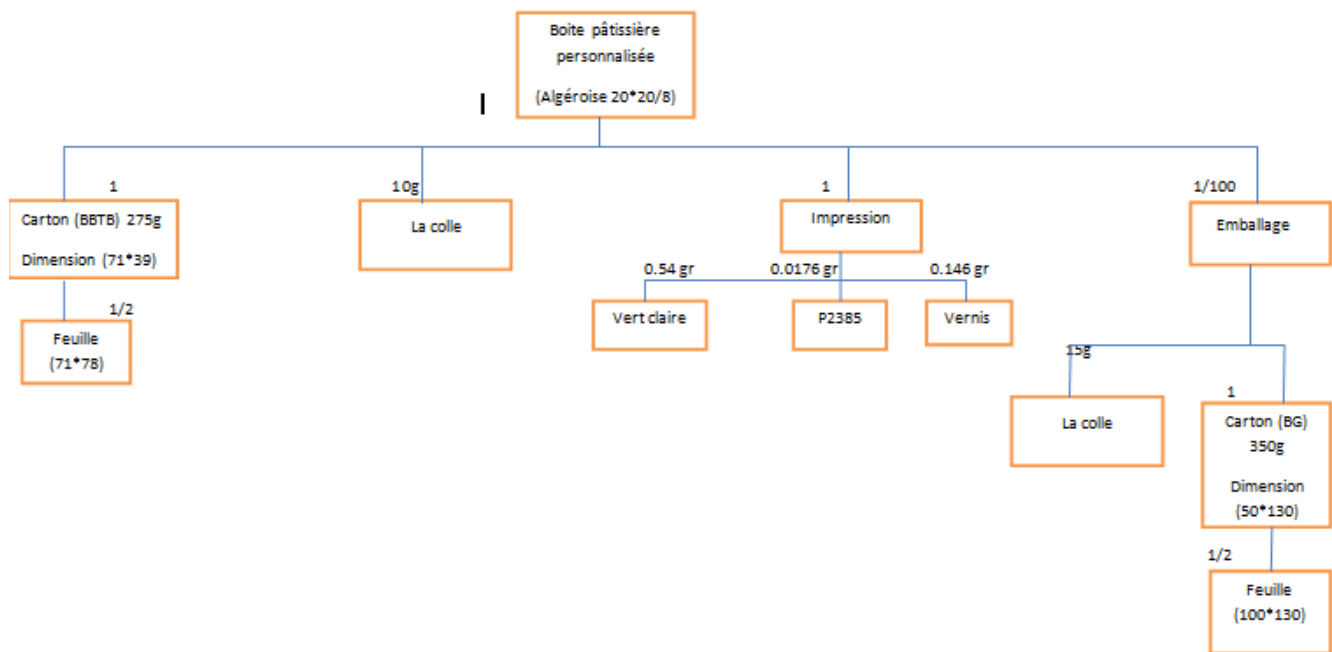 Boite pâtissière
personnalisée
(Algéroise 20*20/8)
I
1
10g
1
1/100
Carton (BBTB) 275g
Dimension (71*39)
La colle
Impression
Emballage
0.54 gr
0.0176 gr
0.146 gr
1/2
Vert claire
P2385
Vernis
Feuille
(71*78)
15g
1
La colle
Carton (BG)
350g
Dimension
(50*130)
1/2
Feuille
(100*130)